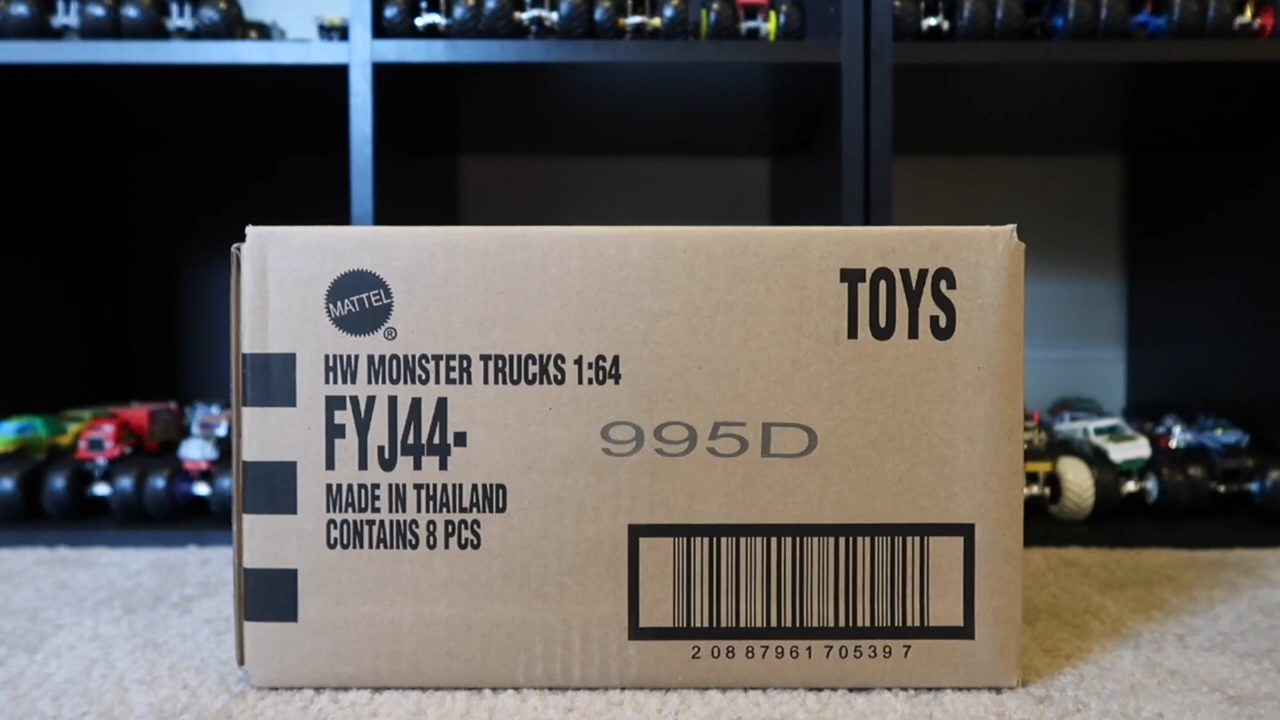 MATTEL
®
TOYS
HW MONSTER TRUCKS 1:64
FYJ44- 995D
MADE IN THAILAND
CONTAINS 8 PCS
2 08 87961 70539 7